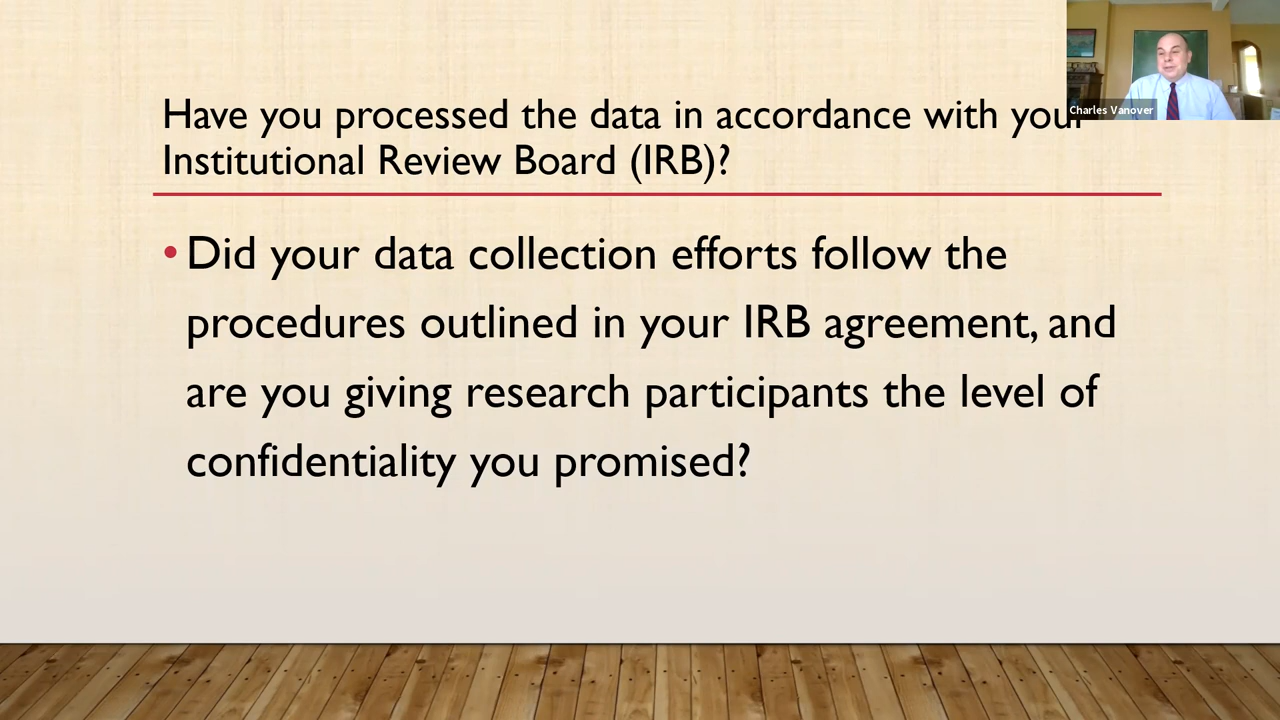 Have you processed the data in accordance with your
Institutional Review Board (IRB)?
• Did your data collection efforts follow the
procedures outlined in your IRB agreement, and
are you giving research participants the level of
confidentiality you promised?
Charles Vanover